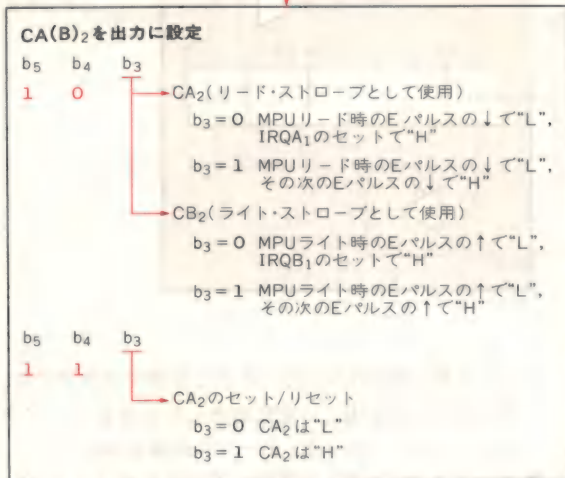 CA(B)₂を出力に設定
b₅ b₄ b₃
1 0
CA₂(リード・ストローブとして使用)
b₃=0 MPUリード時のEパルスの↓で"L",
IRQA₁のセットで"H"
b₃=1 MPUリード時のEパルスの↓で"L",
その次のEパルスの↓で"H"
CB₂(ライト・ストローブとして使用)
b₃=0 MPUライト時のEパルスの↑で"L",
IRQB₁のセットで"H"
b₃=1 MPUライト時のEパルスの↑で"L",
その次のEパルスの↑で"H"
b₅ b₄ b₃
1 1
CA₂のセット/リセット
b₃=0 CA₂は"L"
b₃=1 CA₂は"H"